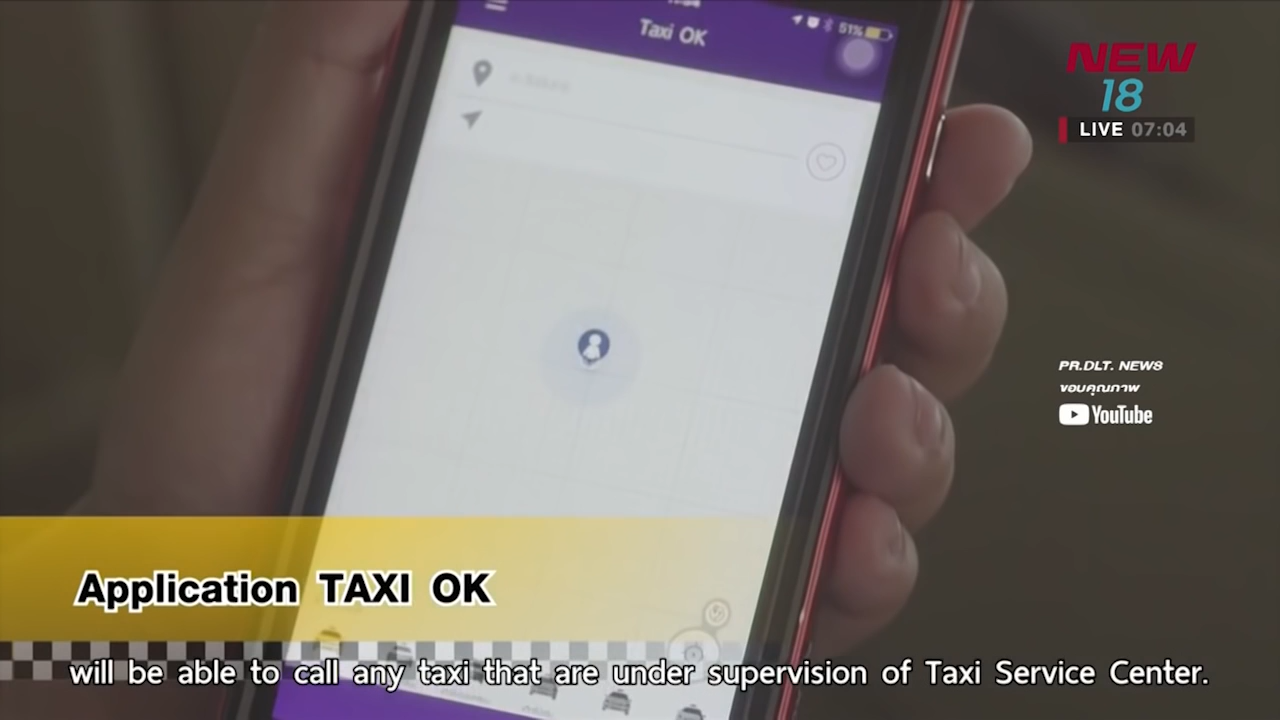 Taxi OK
51%
NEW
18
LIVE 07:04
PR.DLT. NEWS
ขอบคุณภาพ
YouTube
Application TAXI OK
will be able to call any taxi that are under supervision of Taxi Service Center.